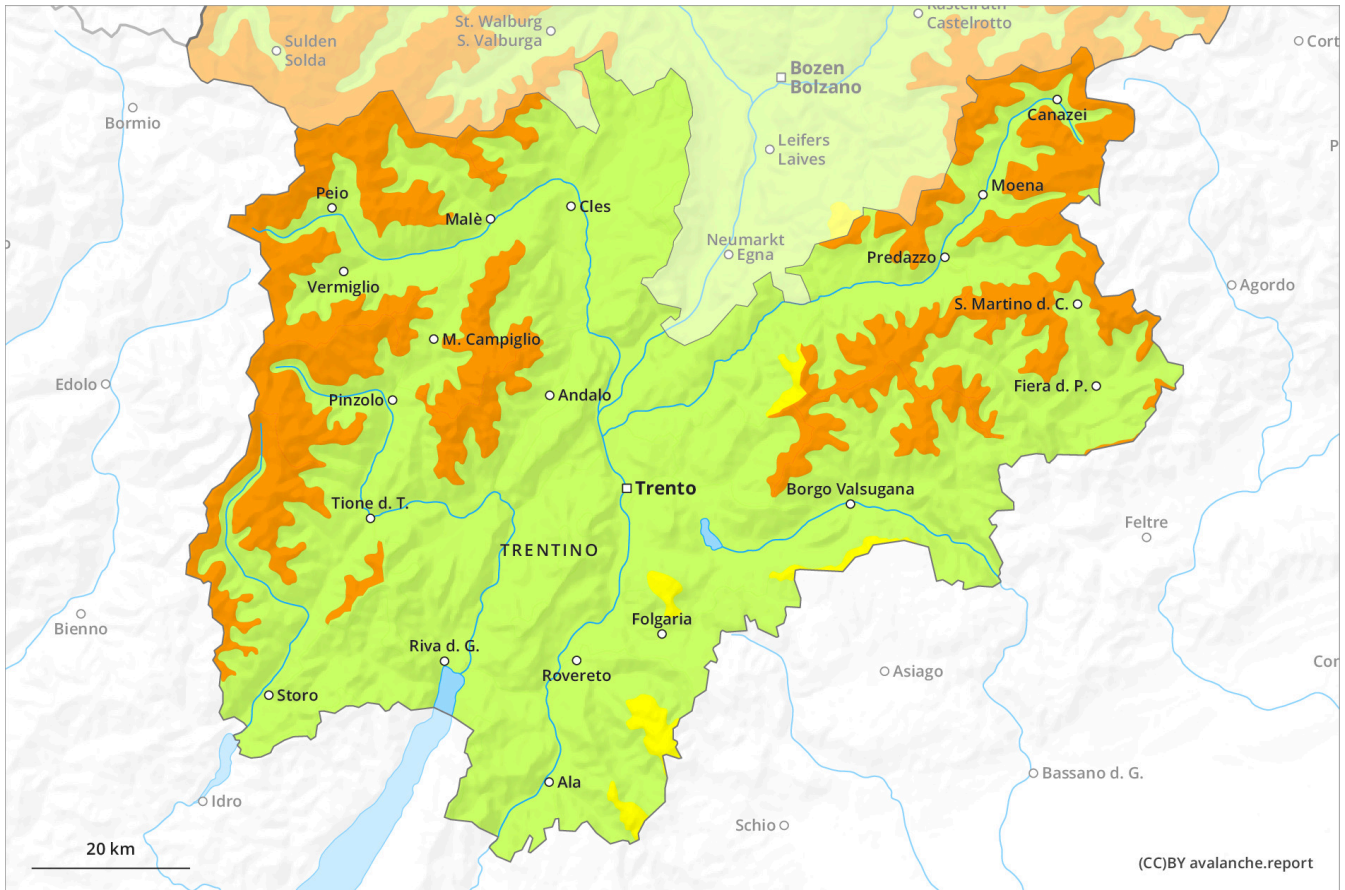 Kastelruth
Castelrotto
St. Walburg
S. Valburga
Sulden
Solda
Cort
Bozen
Bolzano
Bormio
Canazei
Leifers
Laives
P
Peio
Moena
Malè
Cles
Neumarkt
Egna
Predazzo
Vermiglio
Agordo
S. Martino d. C.
M. Campiglio
Edolo
Andalo
Fiera d. P.
Pinzolo
Trento
Borgo Valsugana
Tione d. T.
Feltre
TRENTINO
Bienno
Folgaria
Riva d. G.
Rovereto
Asiago
Cor
Storo
Ala
Bassano d. G.
Idro
Schio
20 km
(CC)BY avalanche.report